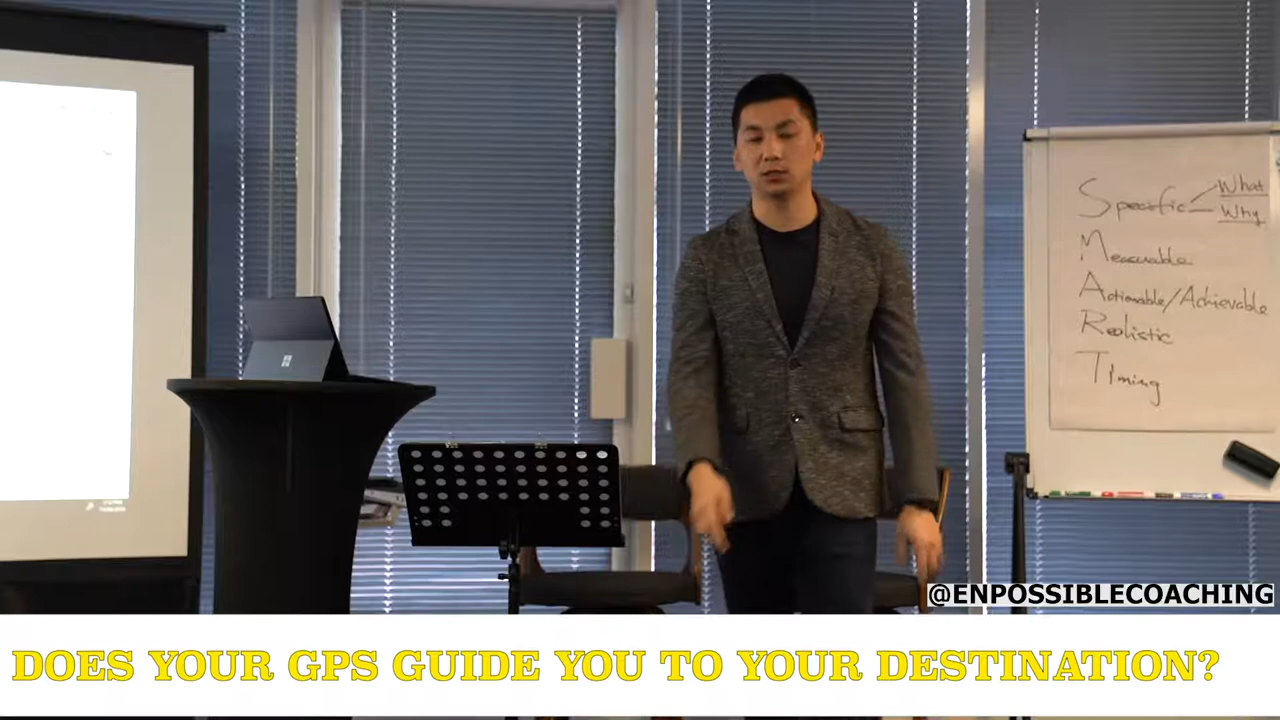 Specific What
Why
Measurable
Actionable/Achievable
Realistic
Timing
@ENPOSSIBLECOACHING
DOES YOUR GPS GUIDE YOU TO YOUR DESTINATION?